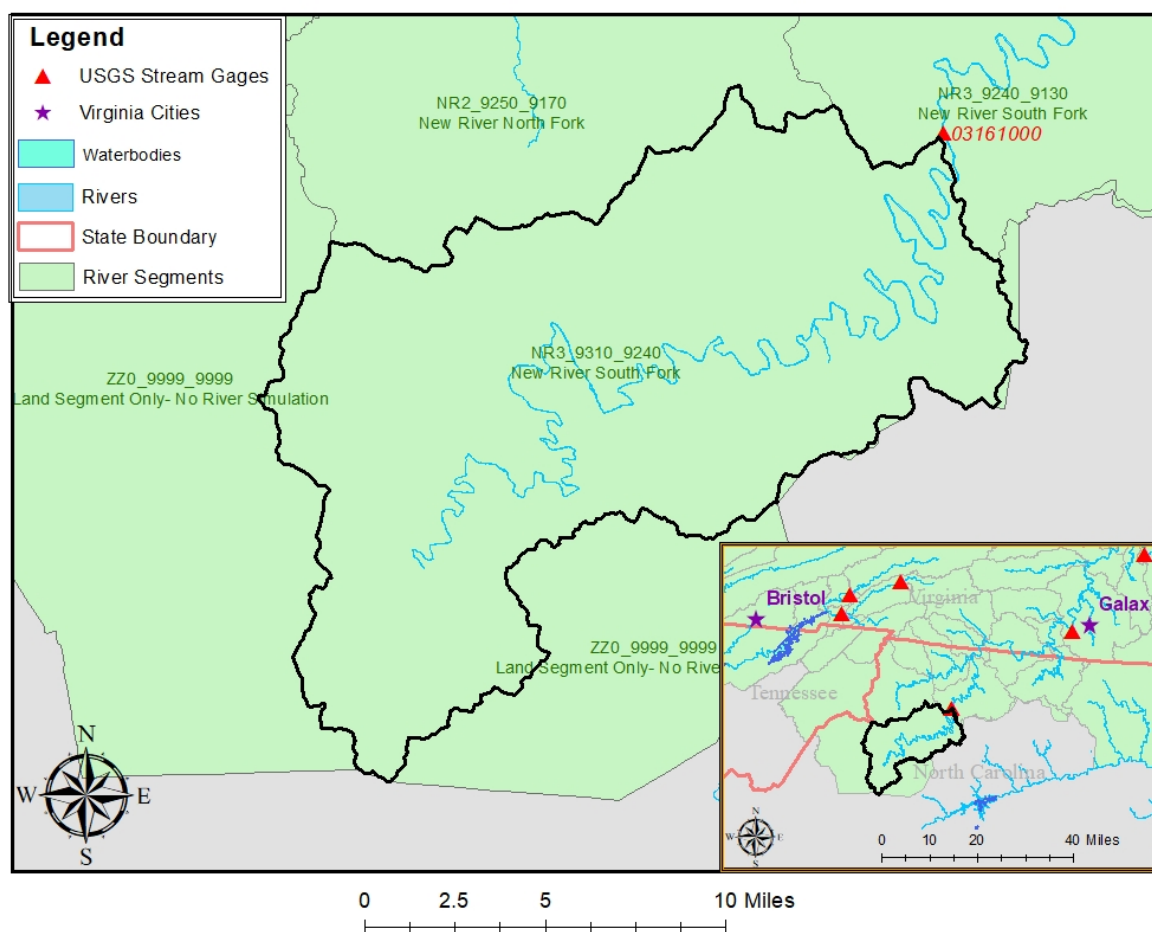 Legend
USGS Stream Gages
Virginia Cities
Waterbodies
Rivers
State Boundary
River Segments
NR2_9250_9170
New River North Fork
NR3_9240_9130
New River South Fork
03161000
NR3_9310_9240
New River South Fork
ZZ0_9999_9999
Land Segment Only- No River Simulation
ZZ0_9999_9999
Land Segment Only- No River
N
W
E
S
Bristol
Virginia
Galax
Tennessee
North Carolina
N
W
E
S
0 10 20 40 Miles
0 2.5 5 10 Miles